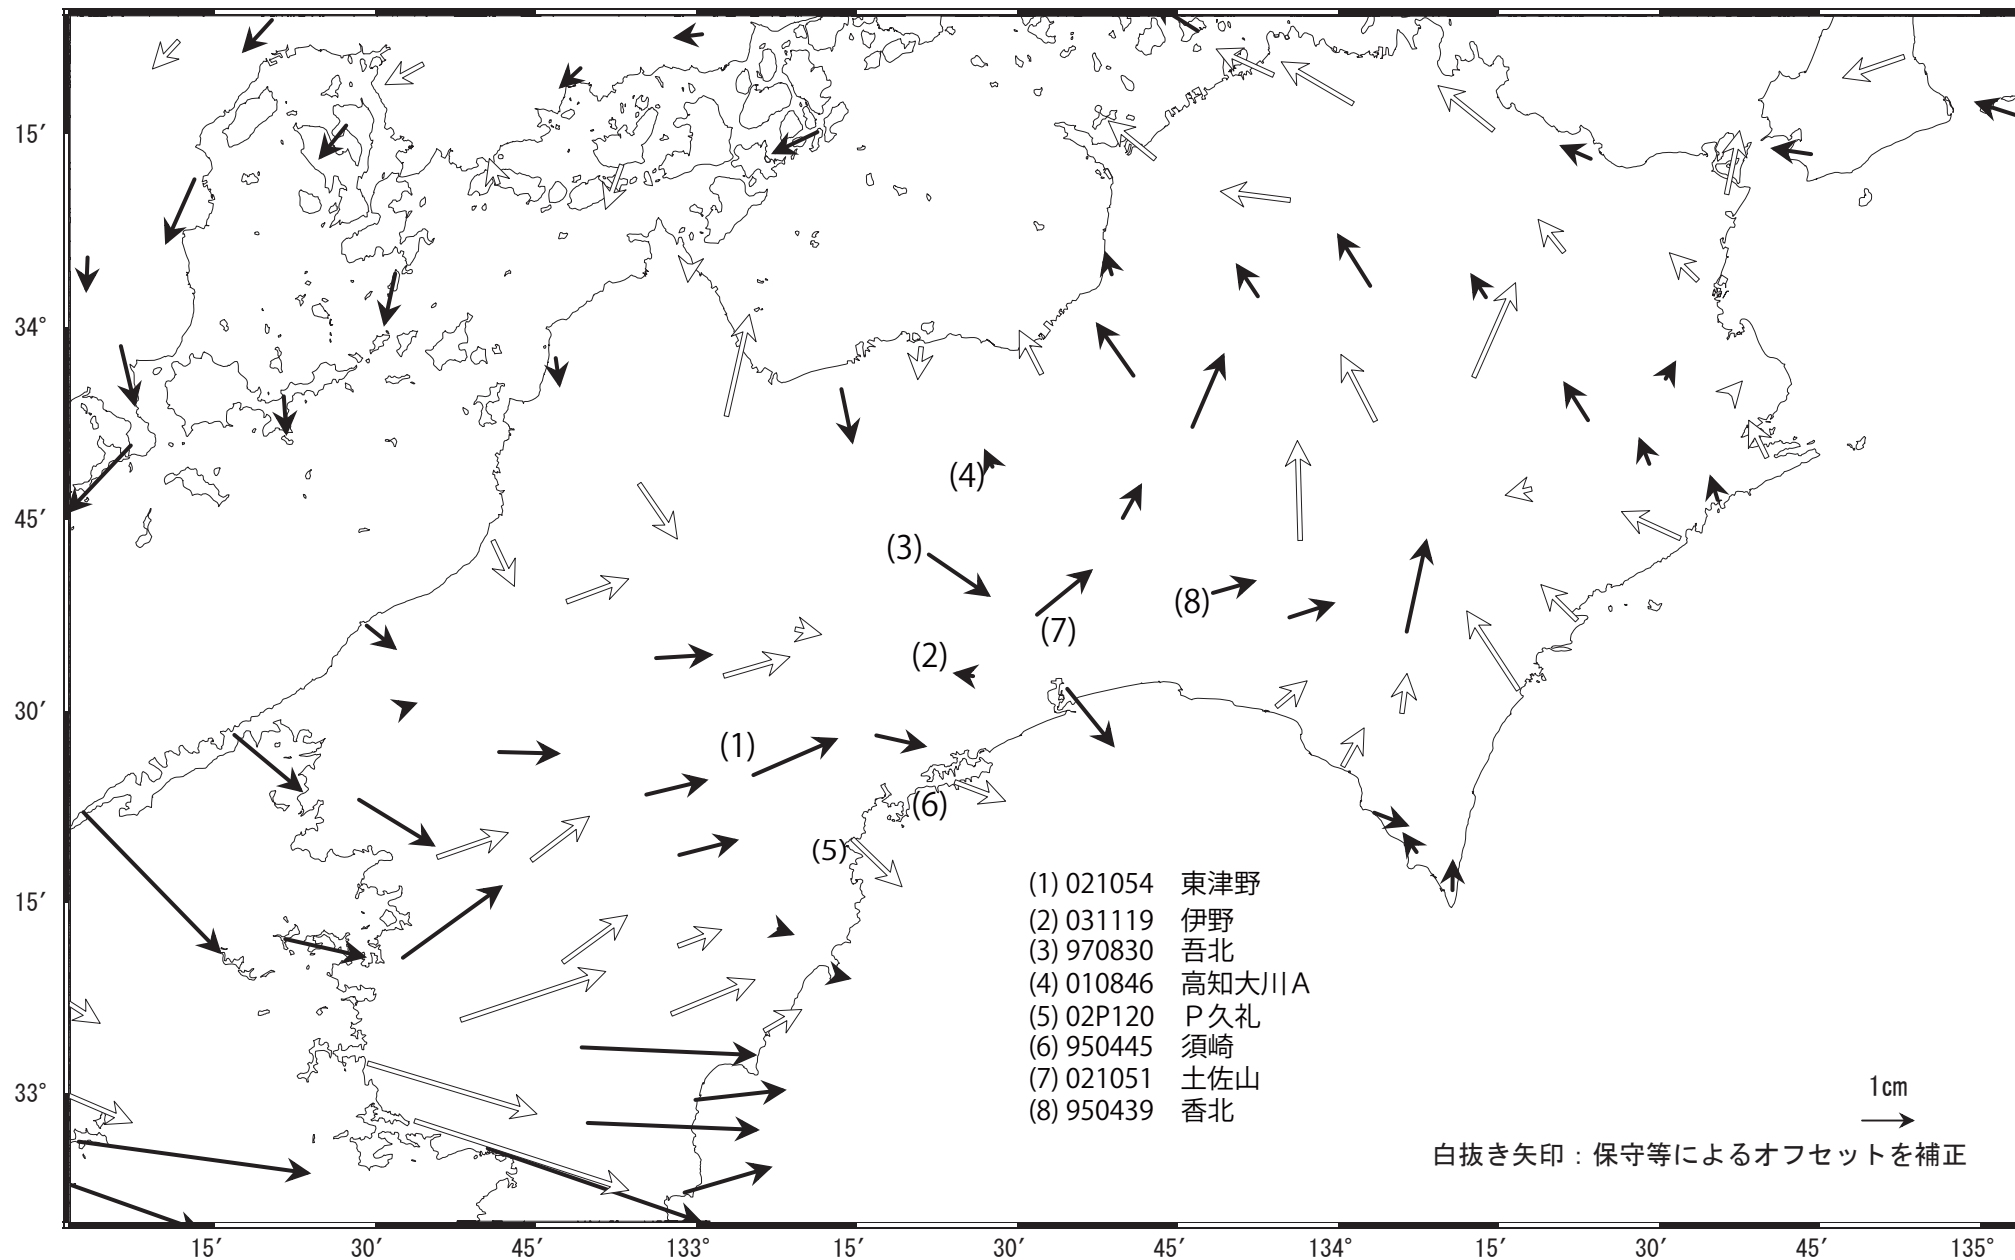 15′
34°
45′
30′
15′
33°
(4)
(3)
(8)
(7)
(2)
(1)
(6)
(5)
(1) 021054 東津野
(2) 031119 伊野
(3) 970830 吾北
(4) 010846 高知大川A
(5) 02P120 P久礼
(6) 950445 須崎
(7) 021051 土佐山
(8) 950439 香北
1cm
白抜き矢印：保守等によるオフセットを補正
15′ 30′ 45′ 133° 15′ 30′ 45′ 134° 15′ 30′ 45′ 135°